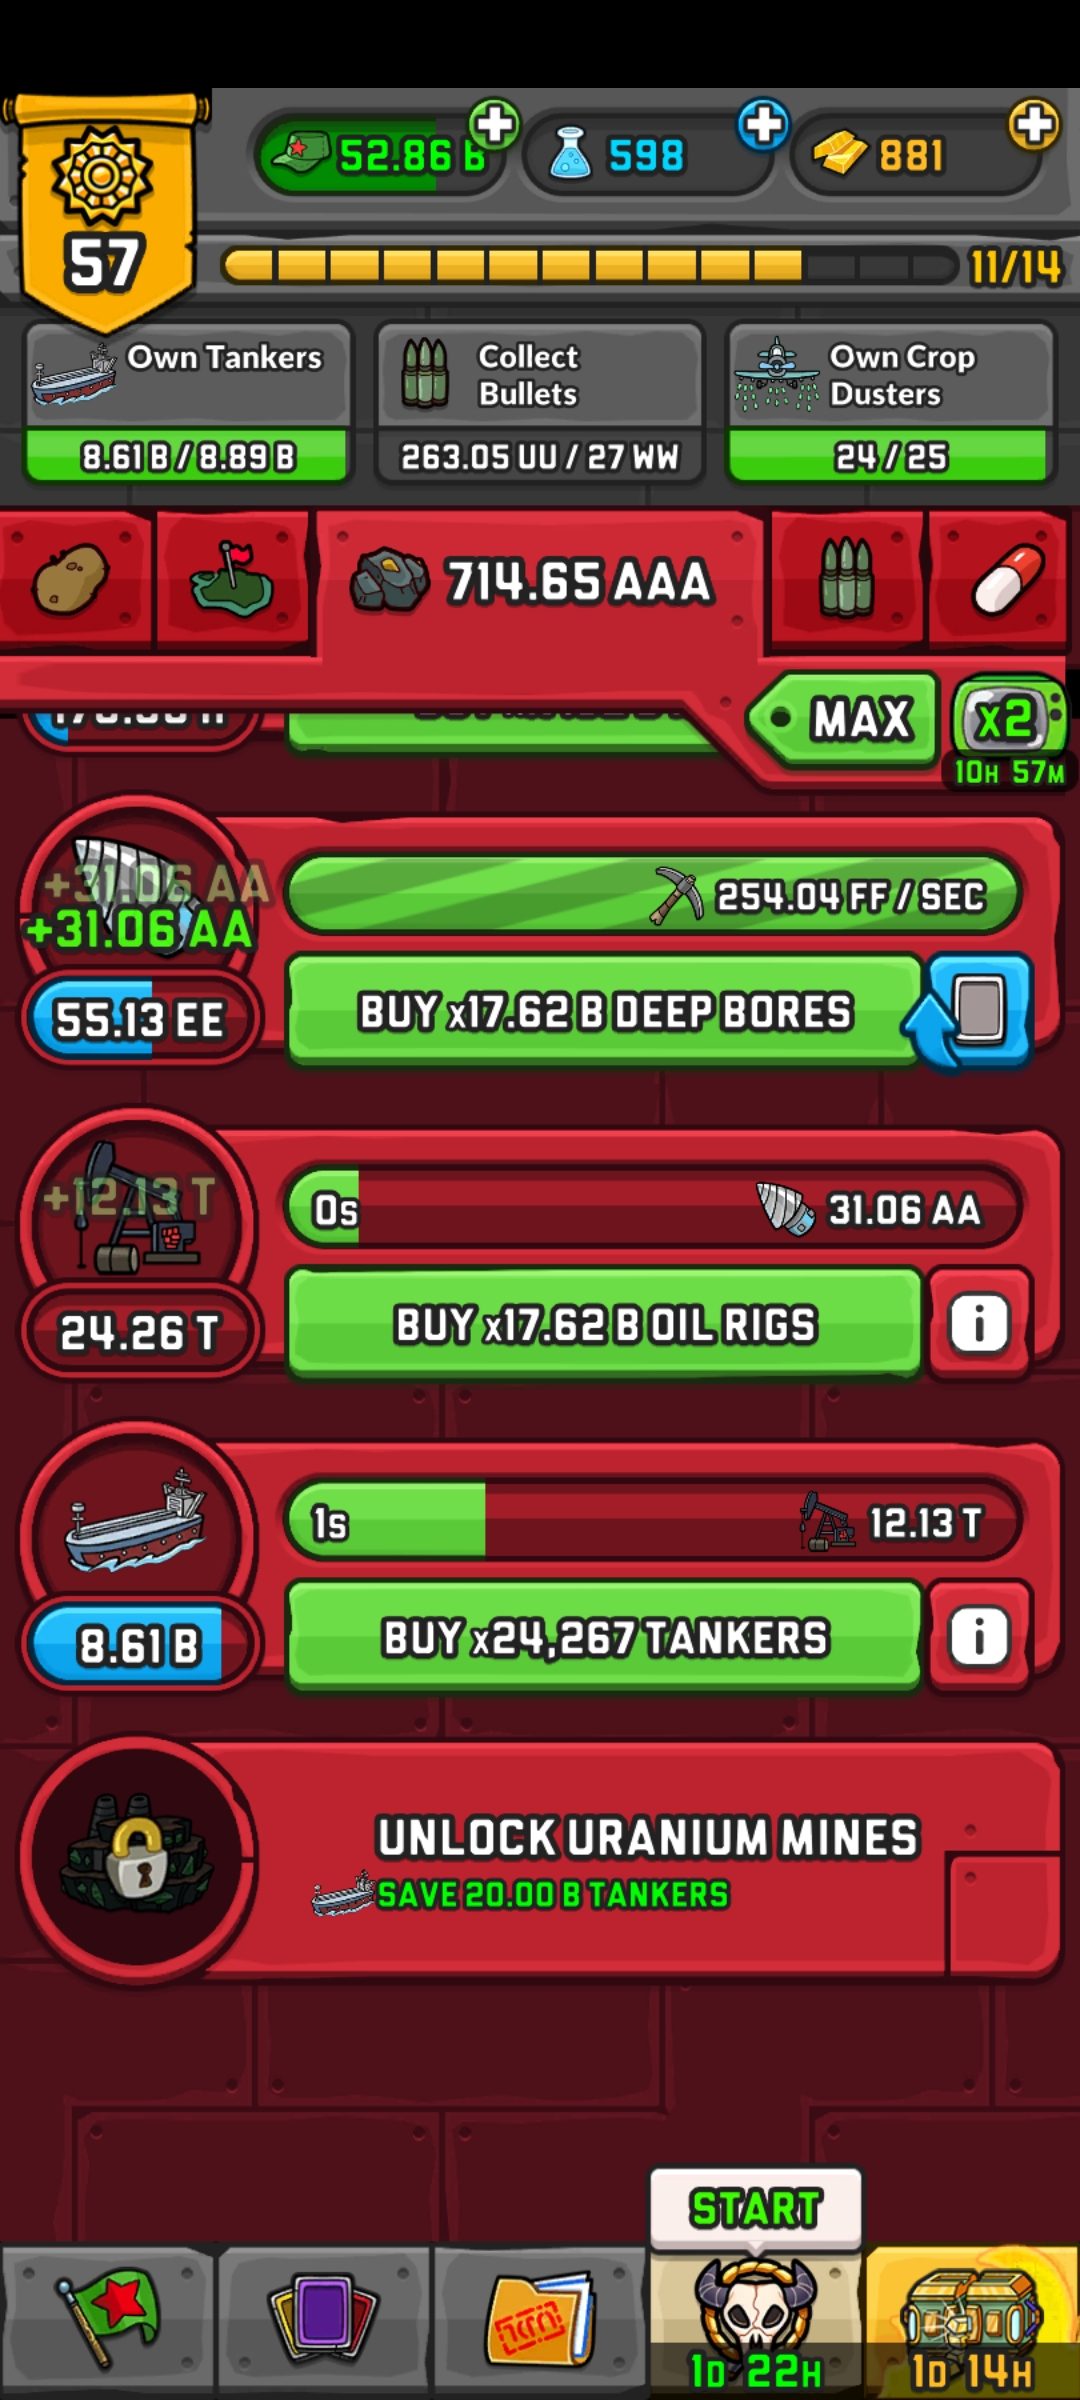 52.86 B
598
881
57
11/14
Own Tankers
8.61 B / 8.89 B
Collect
Bullets
263.05 UU / 27 WW
Own Crop
Dusters
24 / 25
714.65 AAA
MAX
x2
10H 57M
+31.06 AA
+31.06 AA
254.04 FF / SEC
55.13 EE
BUY x17.62 B DEEP BORES
+12.13 T
0s
31.06 AA
24.26 T
BUY x17.62 B OIL RIGS
i
1s
12.13 T
8.61 B
BUY x24,267 TANKERS
i
UNLOCK URANIUM MINES
SAVE 20.00 B TANKERS
START
1D 22H
1D 14H